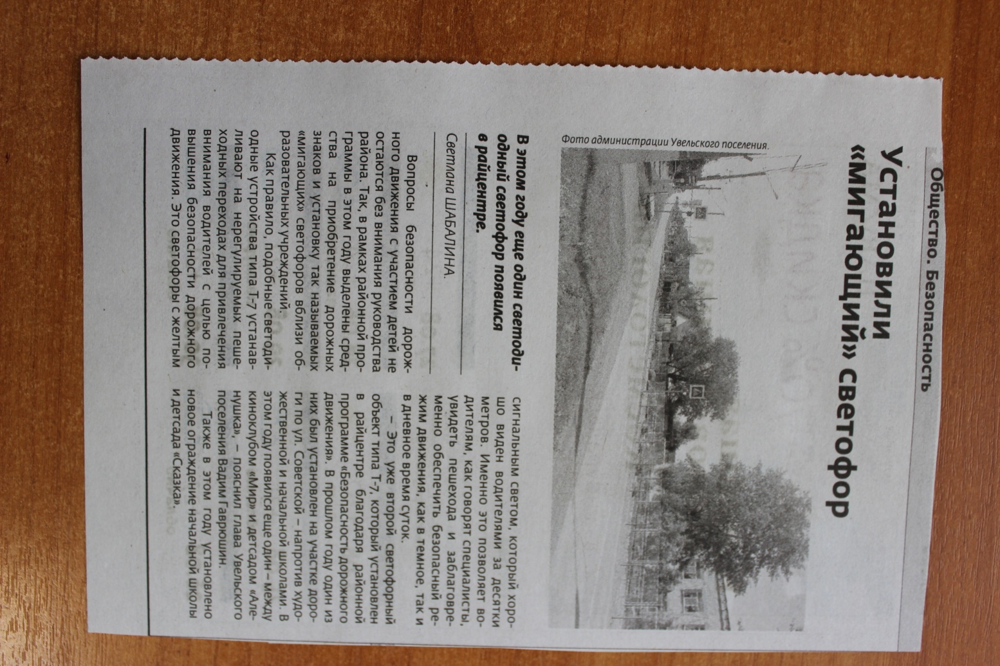 Общество. Безопасность
Установили
«мигающий» светофор
Фото администрации Увельского поселения.
В этом году еще один светоди-
одный светофор появился
в райцентре.
Светлана ШАБАЛИНА.
Вопросы безопасности дорож-
ного движения с участием детей не
остаются без внимания руководства
района. Так, в рамках районной про-
граммы в этом году выделены сред-
ства на приобретение дорожных
знаков и установку так называемых
«мигающих» светофоров вблизи об-
разовательных учреждений.
Как правило, подобные светоди-
одные устройства типа Т-7 устанав-
ливают на нерегулируемых пеше-
ходных переходах для привлечения
внимания водителей с целью по-
вышения безопасности дорожного
движения. Это светофоры с желтым
сигнальным светом, который хоро-
шо виден водителями за десятки
метров. Именно это позволяет во-
дителям, как говорят специалисты,
увидеть пешехода и заблаговре-
менно обеспечить безопасный ре-
жим движения, как в темное, так и
в дневное время суток.
– Это уже второй светофорный
объект типа Т-7, который установлен
в райцентре благодаря районной
программе «Безопасность дорожного
движения». В прошлом году один из
них был установлен на участке доро-
ги по ул. Советской – напротив худо-
жественной и начальной школами. В
этом году появился еще один – между
киноклубом «Мир» и детсадом «Але-
нушка», – пояснил глава Увельского
поселения Вадим Гаврюшин.
Также в этом году установлено
новое ограждение начальной школы
и детсада «Сказка».